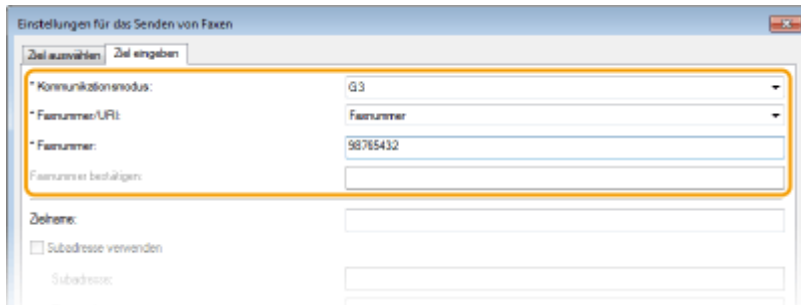 Einstellungen für das Senden von Faxen
Ziel auswählen Ziel eingeben
* Kommunikationsmodus: G3
* Faxnummer/URI: Faxnummer
* Faxnummer: 98765432
Faxnummer bestätigen:
Zielname:
Subadresse verwenden
Subadresse: